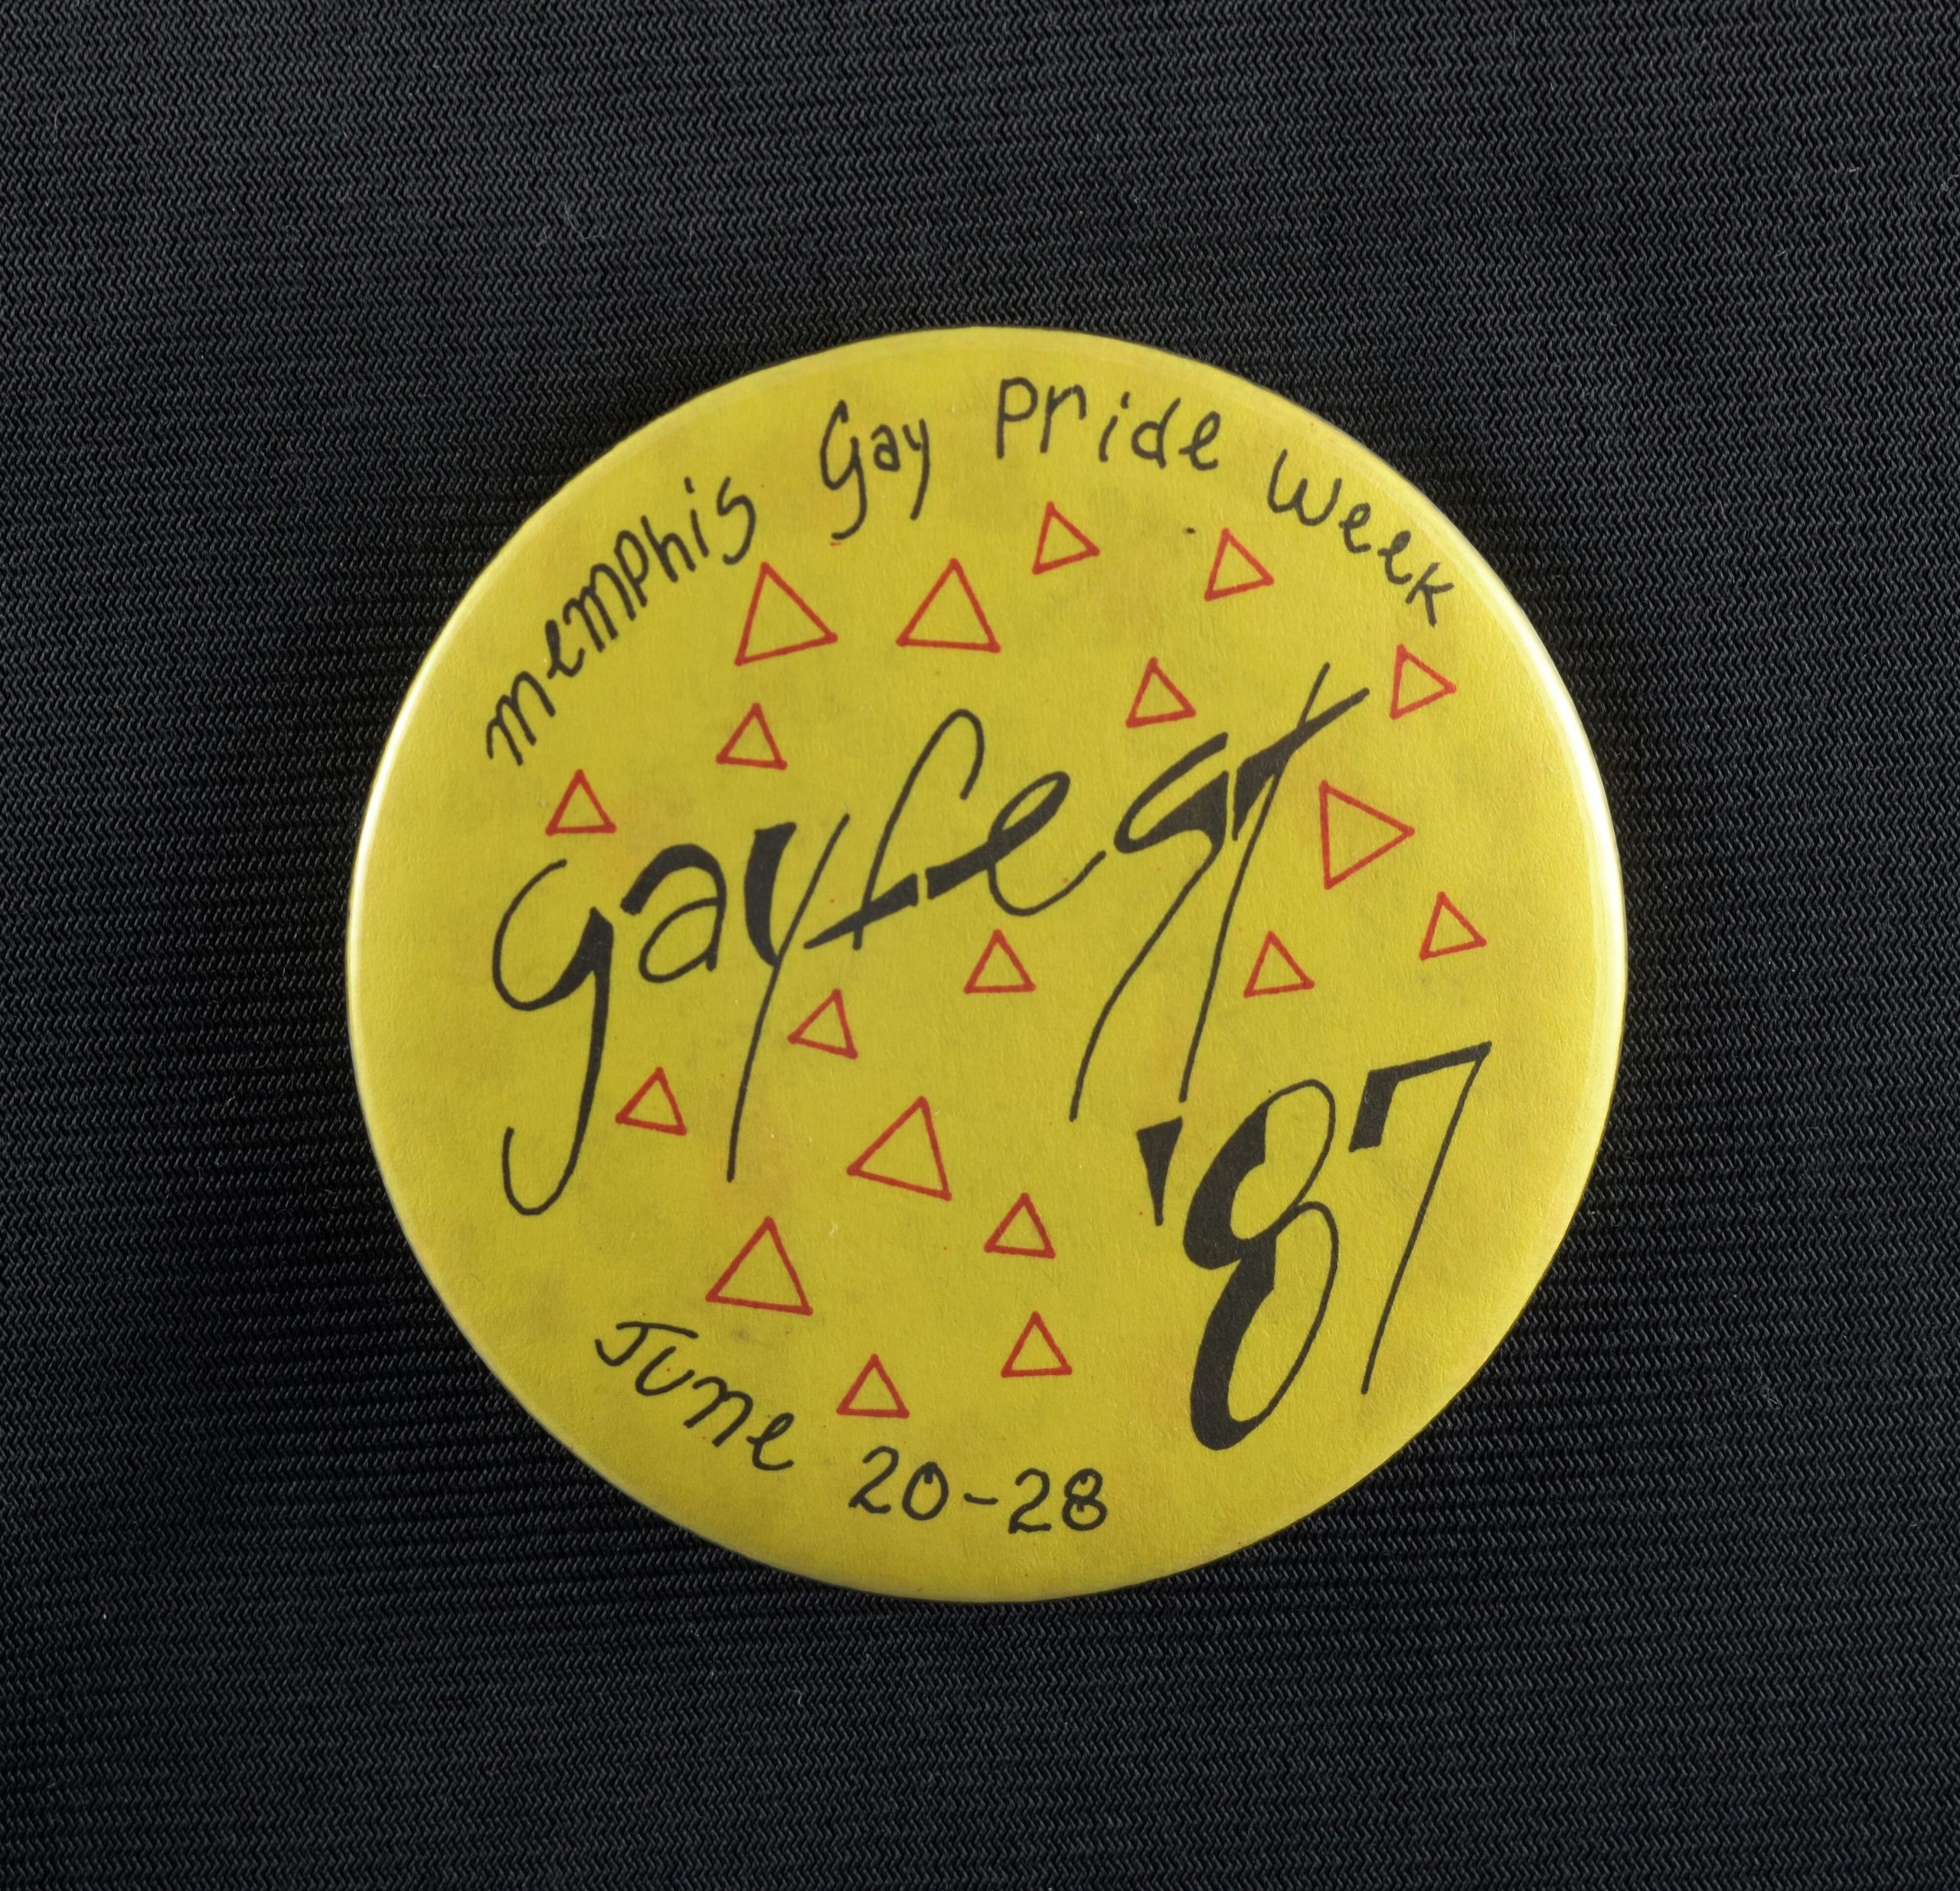 memphis Gay Pride Week
gayfest
'87
June 20-28